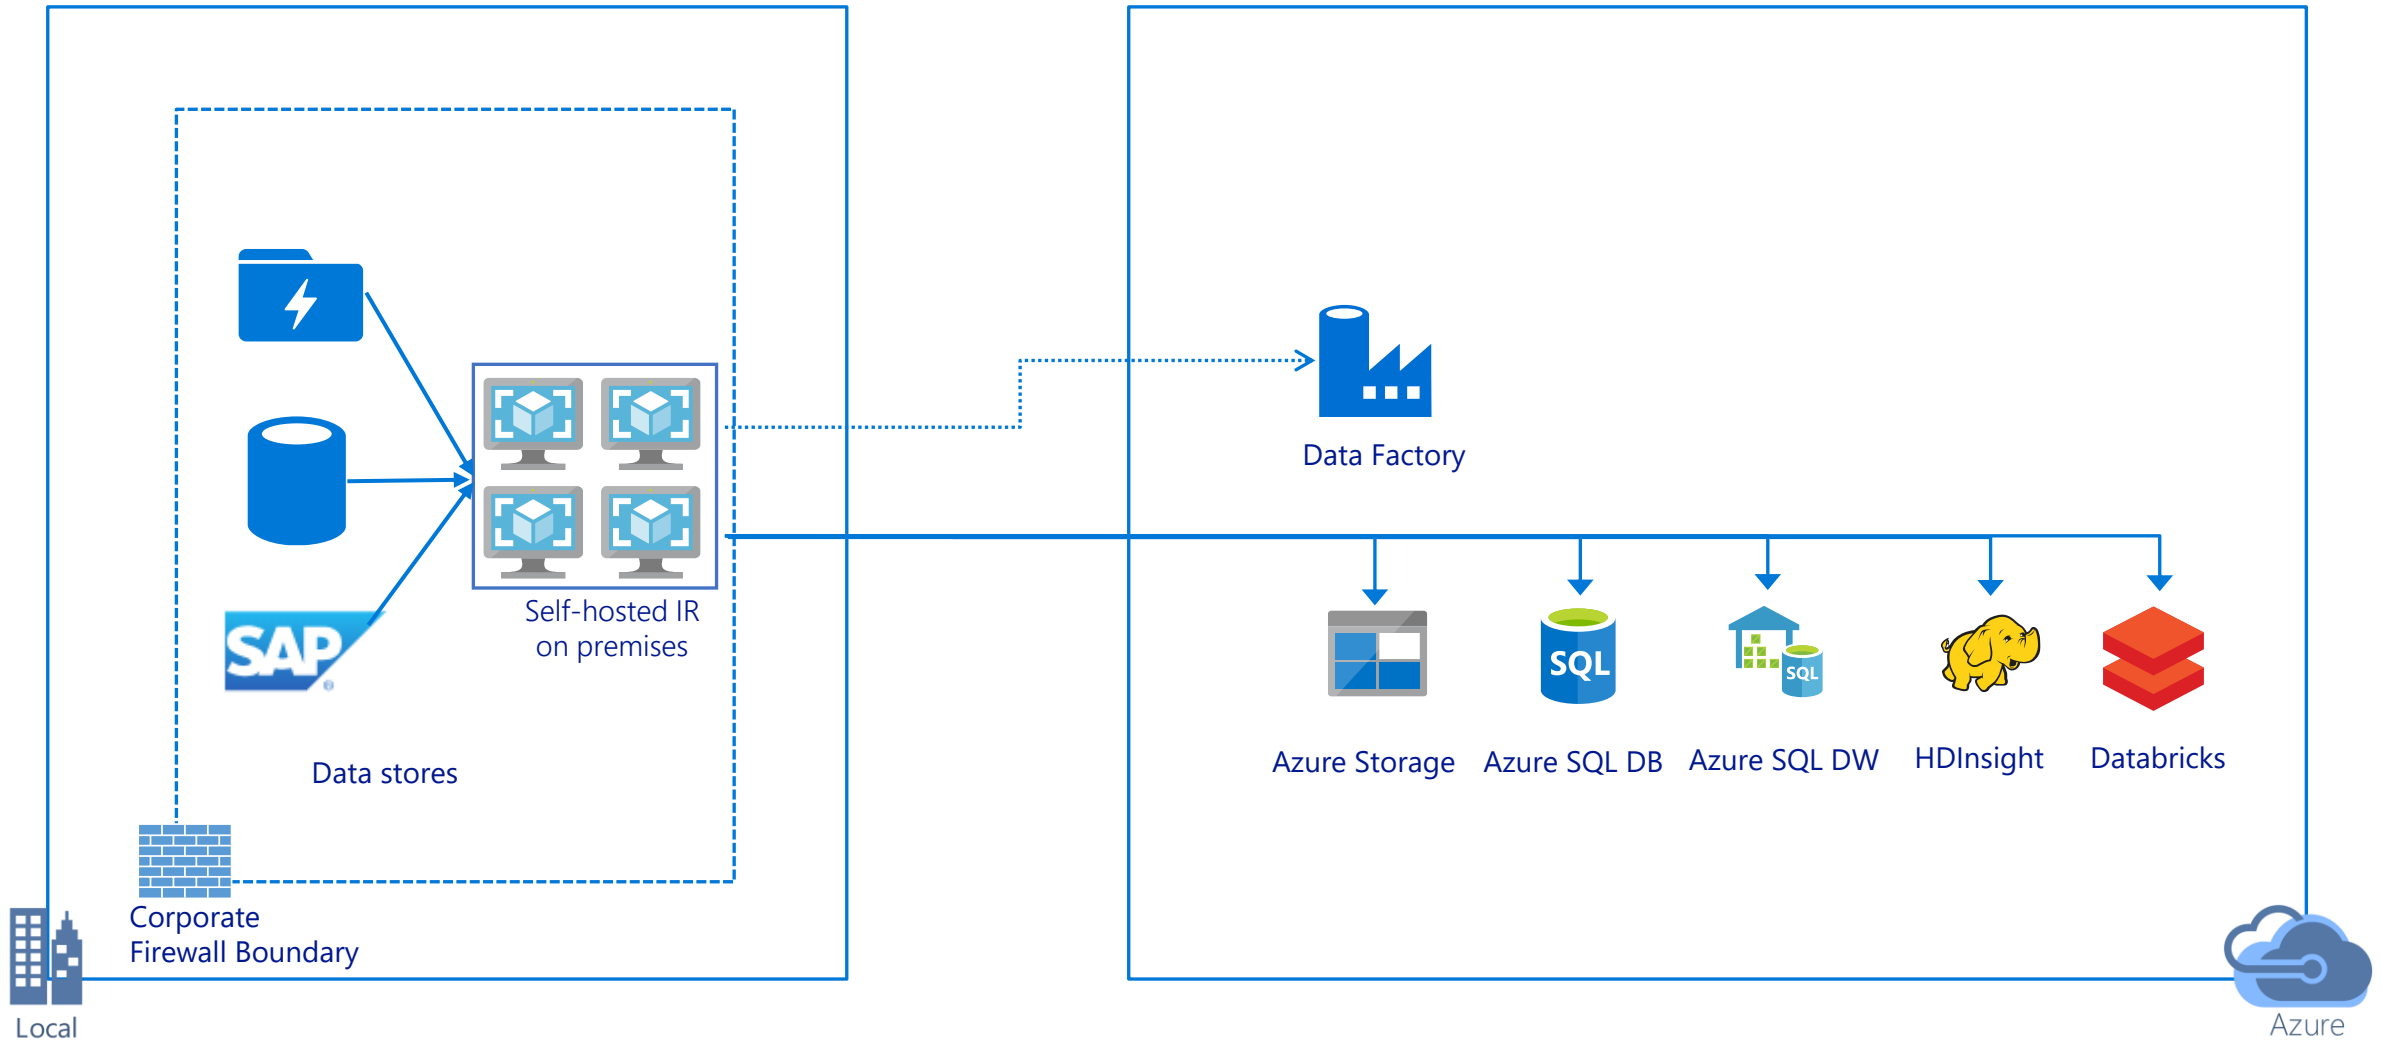 Data Factory
Self-hosted IR
on premises
SAP
SQL
SQL
Data stores
Azure Storage
Azure SQL DB
Azure SQL DW
HDInsight
Databricks
Corporate
Firewall Boundary
Local
Azure